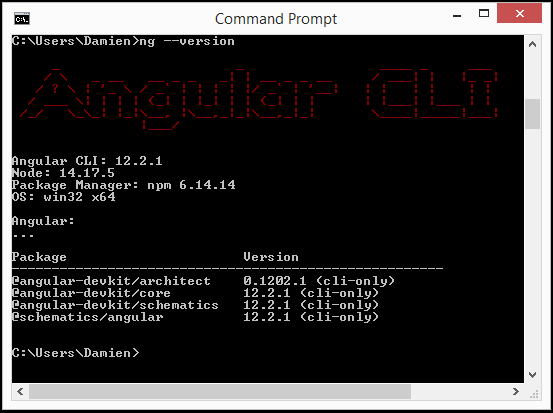 Command Prompt
C:\Users\Damien>ng --version
Angular CLI
Angular CLI: 12.2.1
Node: 14.17.5
Package Manager: npm 6.14.14
OS: win32 x64
Angular:
...
Package Version
------------------------------------------------------
@angular-devkit/architect 0.1202.1 (cli-only)
@angular-devkit/core 12.2.1 (cli-only)
@angular-devkit/schematics 12.2.1 (cli-only)
@schematics/angular 12.2.1 (cli-only)
C:\Users\Damien>